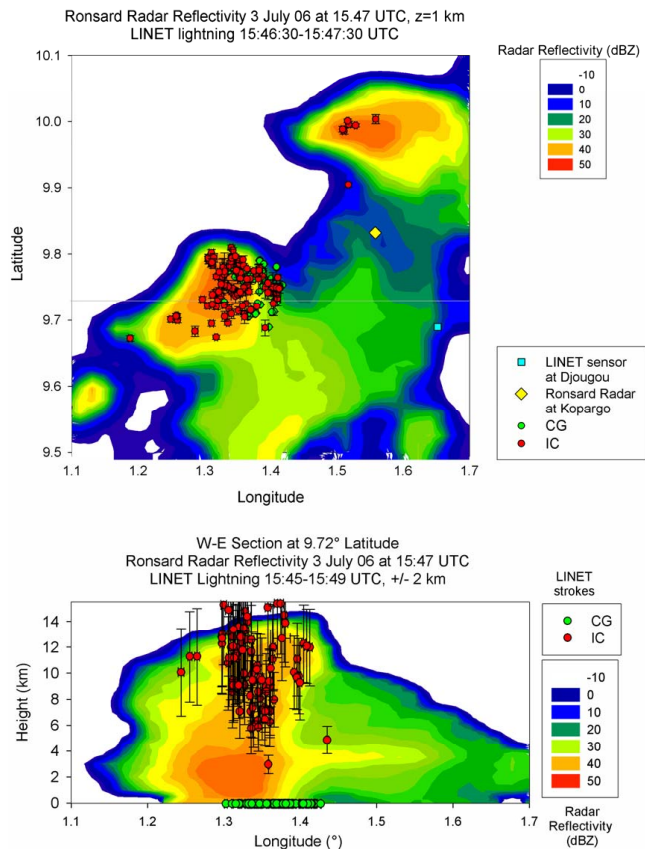 Ronsard Radar Reflectivity 3 July 06 at 15.47 UTC, z=1 km
LINET lightning 15:46:30-15:47:30 UTC
Radar Reflectivity (dBZ)
-10
0
10
20
30
40
50
10.1
10.0
9.9
9.8
9.7
9.6
9.5
Latitude
1.1 1.2 1.3 1.4 1.5 1.6 1.7
Longitude
LINET sensor
at Djougou
Ronsard Radar
at Kopargo
CG
IC
W-E Section at 9.72° Latitude
Ronsard Radar Reflectivity 3 July 06 at 15:47 UTC
LINET Lightning 15:45-15:49 UTC, +/- 2 km
LINET
strokes
CG
IC
14
12
10
8
6
4
2
0
Height (km)
1.1 1.2 1.3 1.4 1.5 1.6 1.7
Longitude (°)
-10
0
10
20
30
40
50
Radar
Reflectivity
(dBZ)